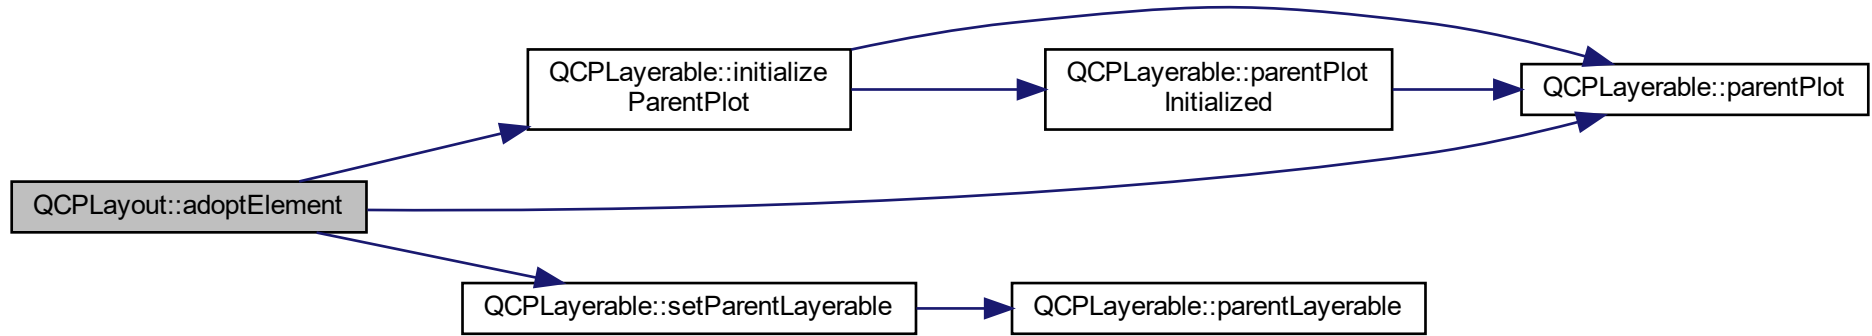 QCPLayerable::initialize
ParentPlot
QCPLayerable::parentPlot
Initialized
QCPLayerable::parentPlot
QCPLayout::adoptElement
QCPLayerable::setParentLayerable
QCPLayerable::parentLayerable